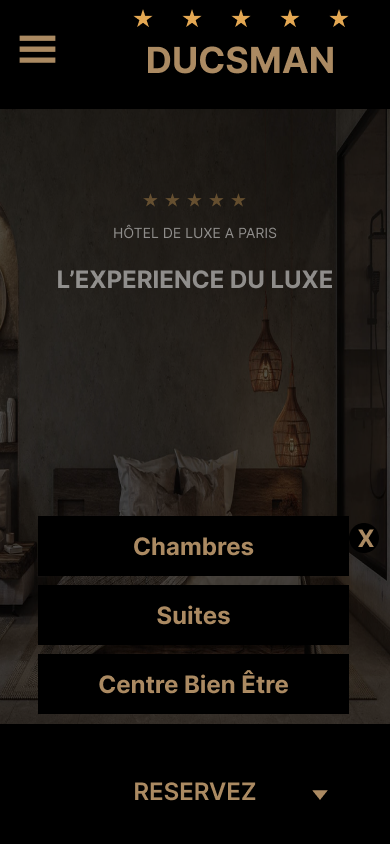 DUCSMAN
HÔTEL DE LUXE A PARIS
L’EXPERIENCE DU LUXE
Chambres
X
Suites
Centre Bien Être
RESERVEZ